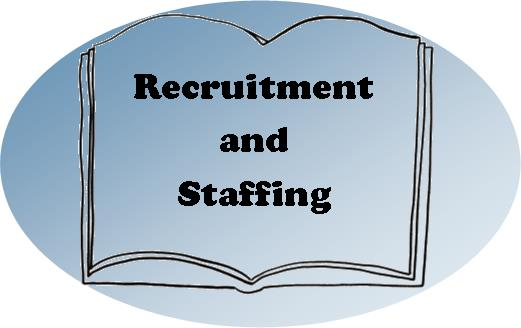 Recruitment
and
Staffing